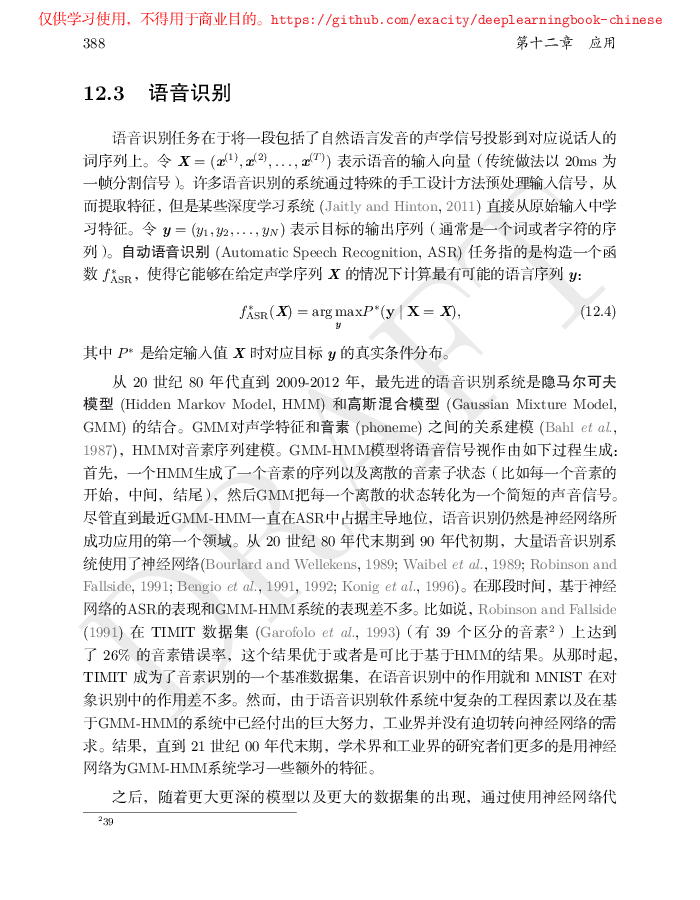 仅供学习使用，不得用于商业目的。https://github.com/exacity/deeplearningbook-chinese
388 第十二章 应用
12.3 语音识别
语音识别任务在于将一段包括了自然语言发音的声学信号投影到对应说话人的
词序列上。令 X = (x(1), x(2), . . . , x(T)) 表示语音的输入向量（传统做法以 20ms 为
一帧分割信号）。许多语音识别的系统通过特殊的手工设计方法预处理输入信号，从
而提取特征，但是某些深度学习系统 (Jaitly and Hinton, 2011) 直接从原始输入中学
习特征。令 y = (y1, y2, . . . , yN) 表示目标的输出序列（通常是一个词或者字符的序
列）。自动语音识别 (Automatic Speech Recognition, ASR) 任务指的是构造一个函
数 f*ASR，使得它能够在给定声学序列 X 的情况下计算最有可能的语言序列 y：
f*ASR(X) = arg max P*(y | X = X), (12.4)
y
其中 P* 是给定输入值 X 时对应目标 y 的真实条件分布。
从 20 世纪 80 年代直到 2009-2012 年，最先进的语音识别系统是隐马尔可夫
模型 (Hidden Markov Model, HMM) 和高斯混合模型 (Gaussian Mixture Model,
GMM) 的结合。GMM对声学特征和音素 (phoneme) 之间的关系建模 (Bahl et al.,
1987)，HMM对音素序列建模。GMM-HMM模型将语音信号视作由如下过程生成：
首先，一个HMM生成了一个音素的序列以及离散的音素子状态（比如每一个音素的
开始，中间，结尾），然后GMM把每一个离散的状态转化为一个简短的声音信号。
尽管直到最近GMM-HMM一直在ASR中占据主导地位，语音识别仍然是神经网络所
成功应用的第一个领域。从 20 世纪 80 年代末期到 90 年代初期，大量语音识别系
统使用了神经网络(Bourlard and Wellekens, 1989; Waibel et al., 1989; Robinson and
Fallside, 1991; Bengio et al., 1991, 1992; Konig et al., 1996)。在那段时间，基于神经
网络的ASR的表现和GMM-HMM系统的表现差不多。比如说，Robinson and Fallside
(1991) 在 TIMIT 数据集 (Garofolo et al., 1993)（有 39 个区分的音素2）上达到
了 26% 的音素错误率，这个结果优于或者是可比于基于HMM的结果。从那时起，
TIMIT 成为了音素识别的一个基准数据集，在语音识别中的作用就和 MNIST 在对
象识别中的作用差不多。然而，由于语音识别软件系统中复杂的工程因素以及在基
于GMM-HMM的系统中已经付出的巨大努力，工业界并没有迫切转向神经网络的需
求。结果，直到 21 世纪 00 年代末期，学术界和工业界的研究者们更多的是用神经
网络为GMM-HMM系统学习一些额外的特征。
之后，随着更大更深的模型以及更大的数据集的出现，通过使用神经网络代
239
DRAFT